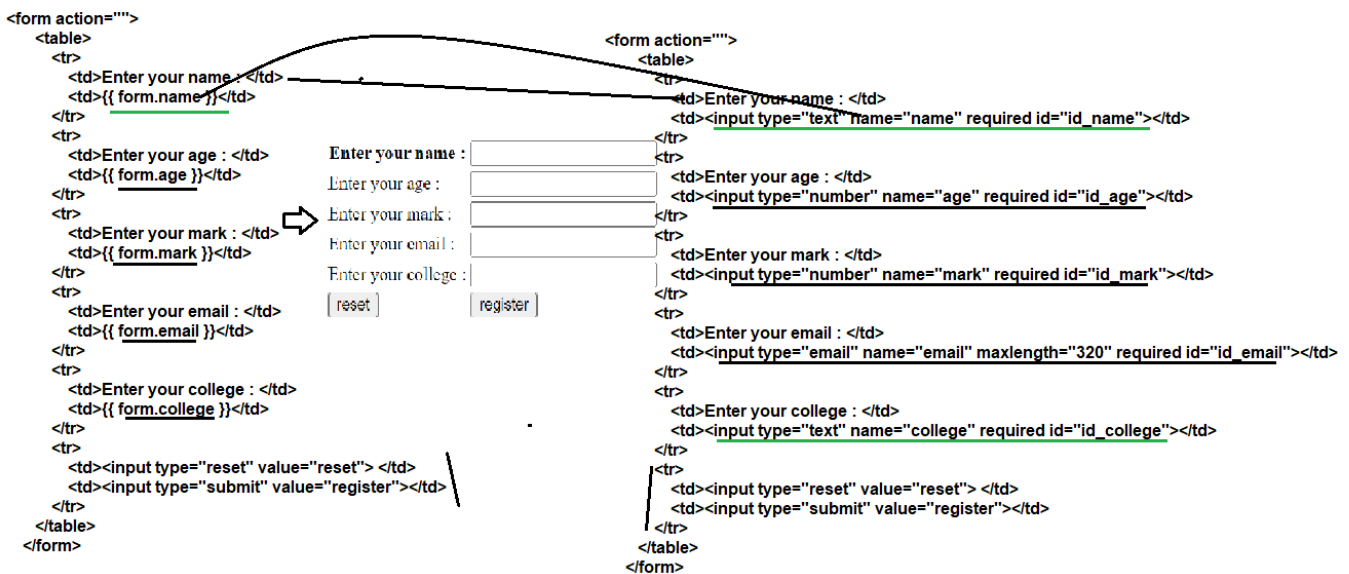 <form action="">
<table>
<tr>
<td>Enter your name : </td>
<td>{{ form.name }}</td>
</tr>
<tr>
<td>Enter your age : </td>
<td>{{ form.age }}</td>
</tr>
<tr>
<td>Enter your mark : </td>
<td>{{ form.mark }}</td>
</tr>
<tr>
<td>Enter your email : </td>
<td>{{ form.email }}</td>
</tr>
<tr>
<td>Enter your college : </td>
<td>{{ form.college }}</td>
</tr>
<tr>
<td><input type="reset" value="reset"> </td>
<td><input type="submit" value="register"></td>
</tr>
</table>
</form>
Enter your name :
Enter your age :
Enter your mark :
Enter your email :
Enter your college :
reset register
<form action="">
<table>
<tr>
<td>Enter your name : </td>
<td><input type="text" name="name" required id="id_name"></td>
</tr>
<tr>
<td>Enter your age : </td>
<td><input type="number" name="age" required id="id_age"></td>
</tr>
<tr>
<td>Enter your mark : </td>
<td><input type="number" name="mark" required id="id_mark"></td>
</tr>
<tr>
<td>Enter your email : </td>
<td><input type="email" name="email" maxlength="320" required id="id_email"></td>
</tr>
<tr>
<td>Enter your college : </td>
<td><input type="text" name="college" required id="id_college"></td>
</tr>
<tr>
<td><input type="reset" value="reset"> </td>
<td><input type="submit" value="register"></td>
</tr>
</table>
</form>